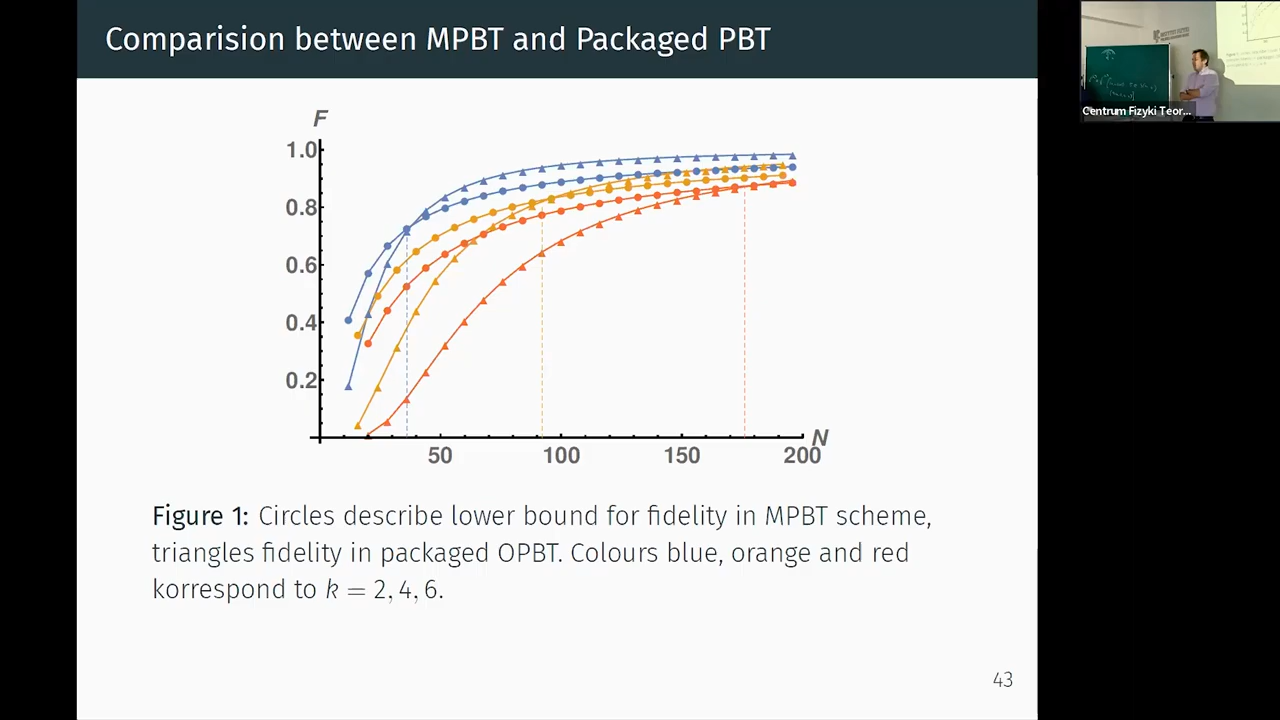 Comparision between MPBT and Packaged PBT
F
1.0
0.8
0.6
0.4
0.2
50
100
150
200
N
Figure 1: Circles describe lower bound for fidelity in MPBT scheme,
triangles fidelity in packaged OPBT. Colours blue, orange and red
korrespond to k = 2, 4, 6.
43
Centrum Fizyki Teor...